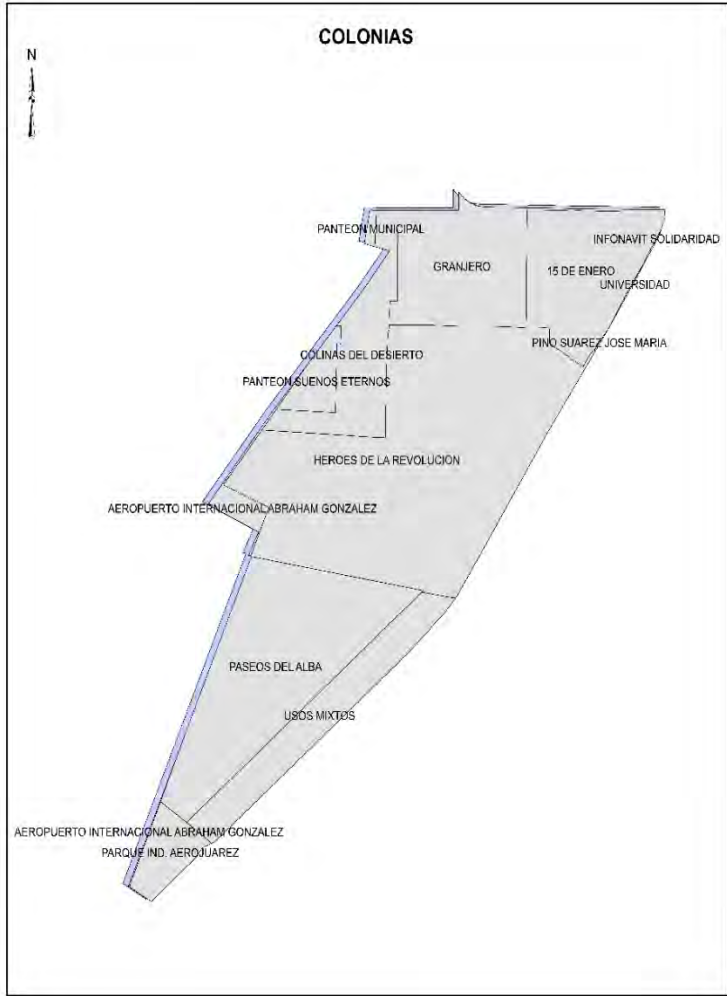 COLONIAS
N
PANTEON MUNICIPAL
INFONAVIT SOLIDARIDAD
GRANJERO
15 DE ENERO
UNIVERSIDAD
PINO SUAREZ JOSE MARIA
COLINAS DEL DESIERTO
PANTEON SUENOS ETERNOS
HEROES DE LA REVOLUCION
AEROPUERTO INTERNACIONAL ABRAHAM GONZALEZ
PASEOS DEL ALBA
USOS MIXTOS
AEROPUERTO INTERNACIONAL ABRAHAM GONZALEZ
PARQUE IND. AEROJUAREZ